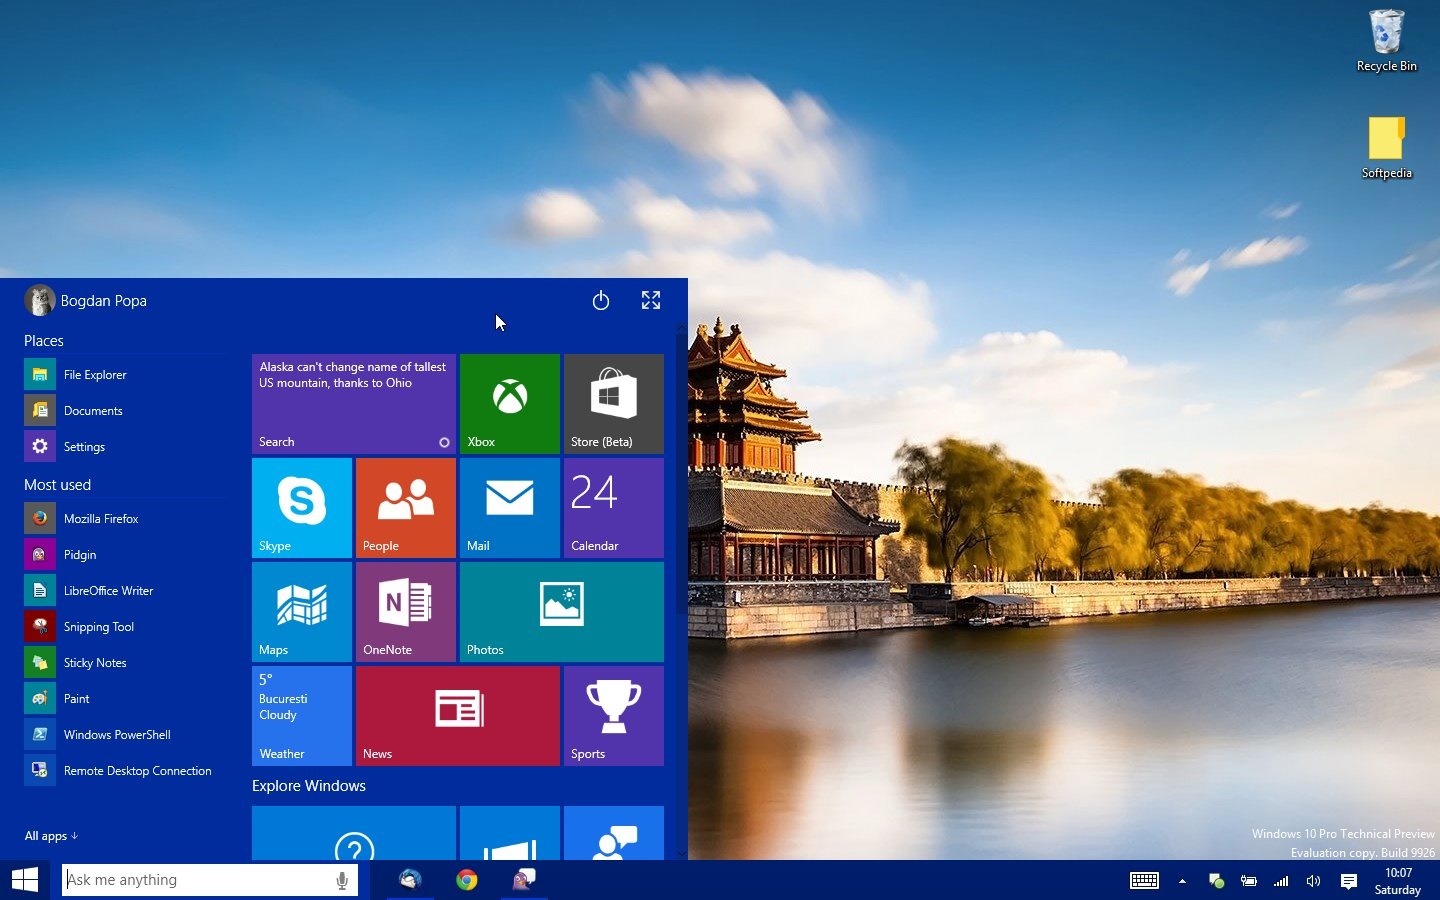 Recycle Bin
Softpedia
Bogdan Popa
Places
File Explorer
Documents
Settings
Most used
Mozilla Firefox
Pidgin
LibreOffice Writer
Snipping Tool
Sticky Notes
Paint
Windows PowerShell
Remote Desktop Connection
All apps
Alaska can't change name of tallest
US mountain, thanks to Ohio
Search
Xbox
Store (Beta)
Skype
People
Mail
24
Calendar
Maps
N
OneNote
Photos
5°
Bucuresti
Cloudy
Weather
News
Sports
Explore Windows
?
Windows 10 Pro Technical Preview
Evaluation copy. Build 9926
Ask me anything
10:07
Saturday